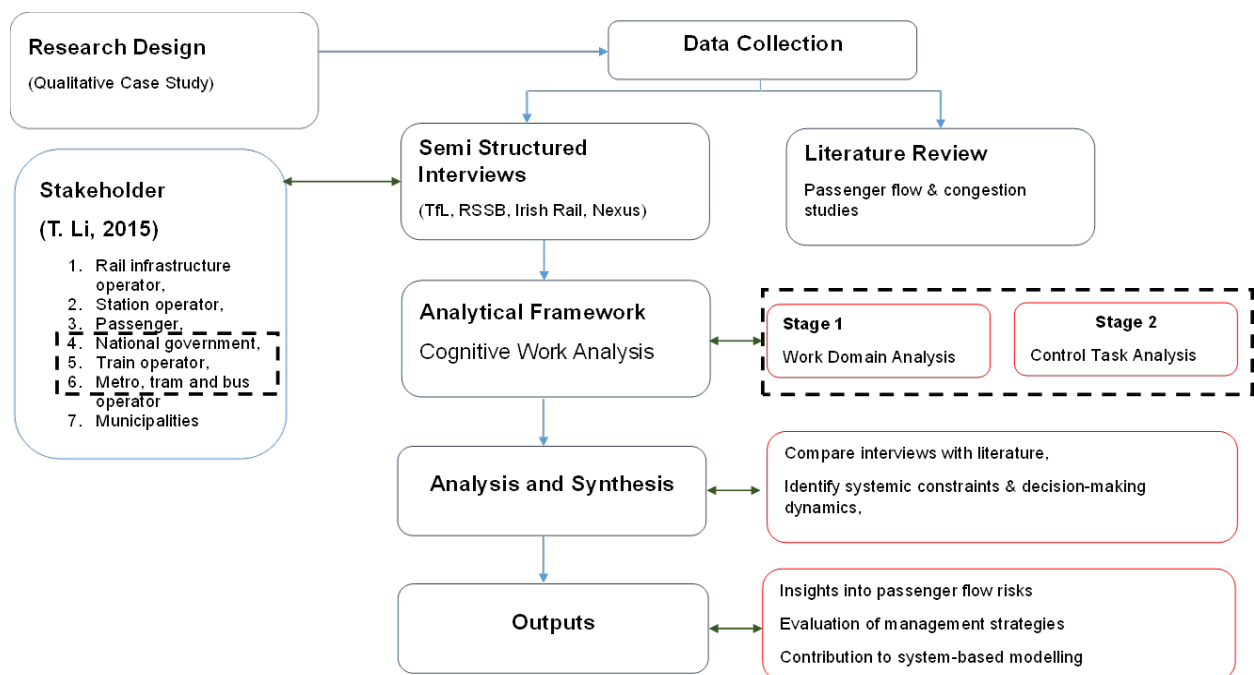 Research Design
(Qualitative Case Study)
Data Collection
Semi Structured
Interviews
(TfL, RSSB, Irish Rail, Nexus)
Literature Review
Passenger flow & congestion
studies
Stakeholder
(T. Li, 2015)
1. Rail infrastructure
operator,
2. Station operator,
3. Passenger,
4. National government,
5. Train operator,
6. Metro, tram and bus
operator
7. Municipalities
Analytical Framework
Cognitive Work Analysis
Stage 1
Work Domain Analysis
Stage 2
Control Task Analysis
Analysis and Synthesis
Compare interviews with literature,
Identify systemic constraints & decision-making
dynamics,
Outputs
Insights into passenger flow risks
Evaluation of management strategies
Contribution to system-based modelling